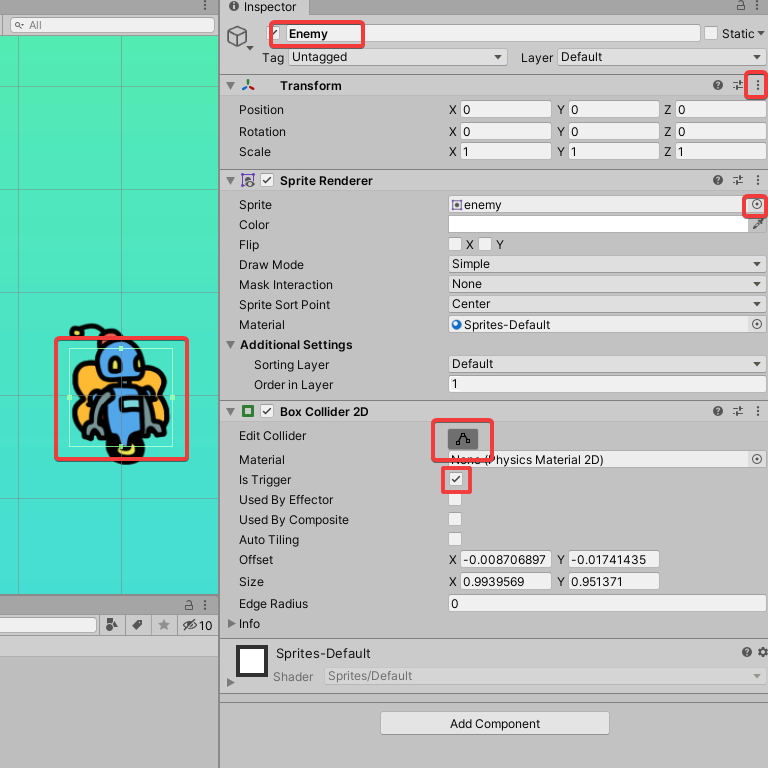 Inspector
All
Enemy
Static
Tag Untagged Layer Default
Transform
Position X 0 Y 0 Z 0
Rotation X 0 Y 0 Z 0
Scale X 1 Y 1 Z 1
Sprite Renderer
Sprite enemy
Color
Flip X Y
Draw Mode Simple
Mask Interaction None
Sprite Sort Point Center
Material Sprites-Default
Additional Settings
Sorting Layer Default
Order in Layer 1
Box Collider 2D
Edit Collider
Material None (Physics Material 2D)
Is Trigger
Used By Effector
Used By Composite
Auto Tiling
Offset X -0.008706897 Y -0.01741435
Size X 0.9939569 Y 0.951371
Edge Radius 0
Info
10
Sprites-Default
Shader Sprites/Default
Add Component